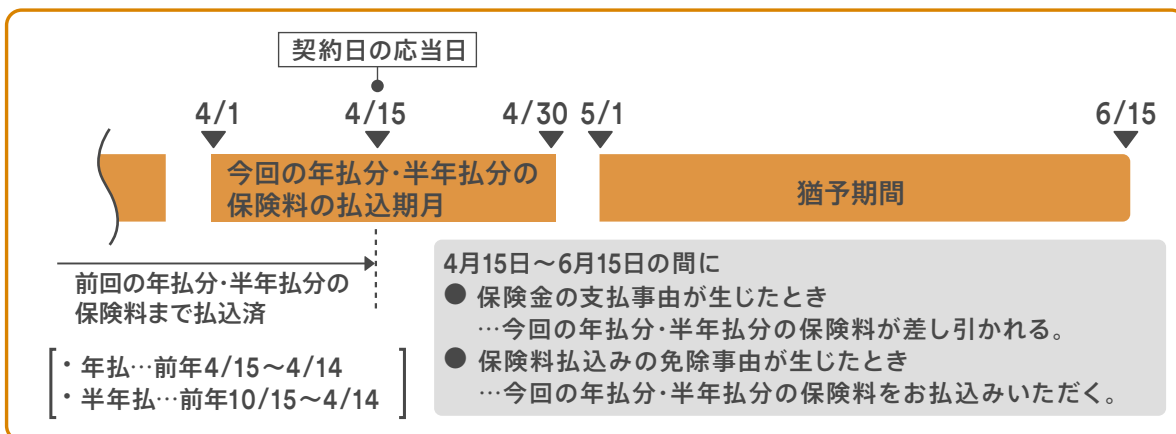 契約日の応当日
4/1
4/15
4/30
5/1
6/15
今回の年払分・半年払分の
保険料の払込期月
猶予期間
前回の年払分・半年払分の
保険料まで払込済
・年払…前年4/15～4/14
・半年払…前年10/15～4/14
4月15日～6月15日の間に
● 保険金の支払事由が生じたとき
…今回の年払分・半年払分の保険料が差し引かれる。
● 保険料払込みの免除事由が生じたとき
…今回の年払分・半年払分の保険料をお払込みいただく。